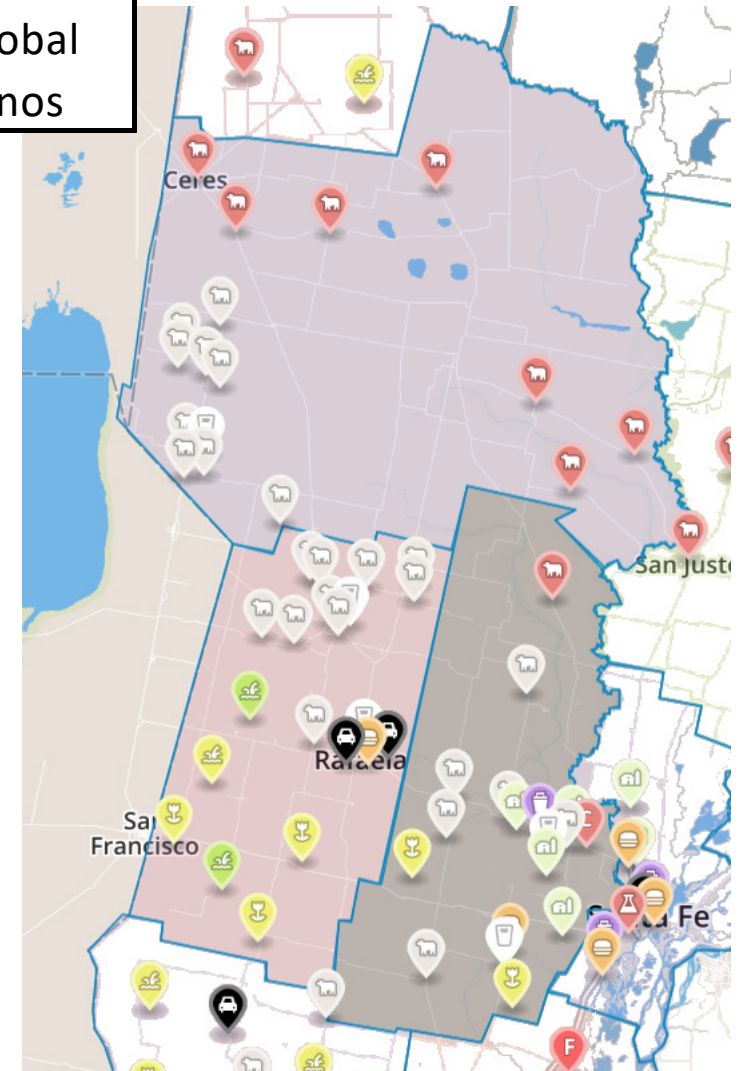 obal
nos
Ceres
San Justo
Rafaela
San
Francisco
Santa Fe
F